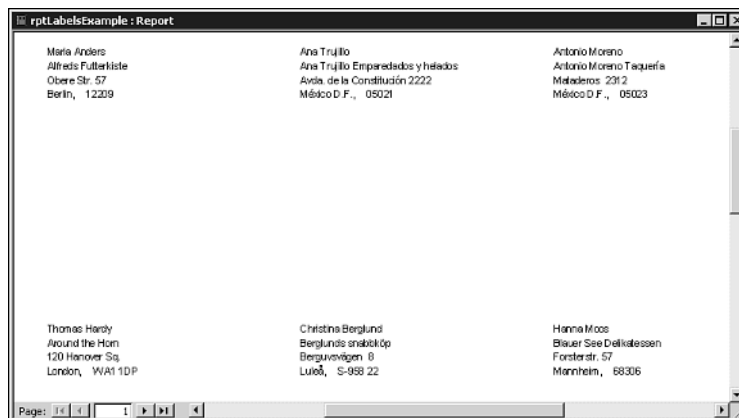 rptLabelsExample : Report
Maria Anders
Alfreds Futterkiste
Obere Str. 57
Berlin, 12209
Ana Trujillo
Ana Trujillo Emparedados y helados
Avda. de la Constitución 2222
México D.F., 05021
Antonio Moreno
Antonio Moreno Taquería
Mataderos 2312
México D.F., 05023
Thomas Hardy
Around the Horn
120 Hanover Sq.
London, WA1 1DP
Christina Berglund
Berglunds snabbköp
Berguvsvägen 8
Luleå, S-958 22
Hanna Moos
Blauer See Delikatessen
Forsterstr. 57
Mannheim, 68306
Page: 1